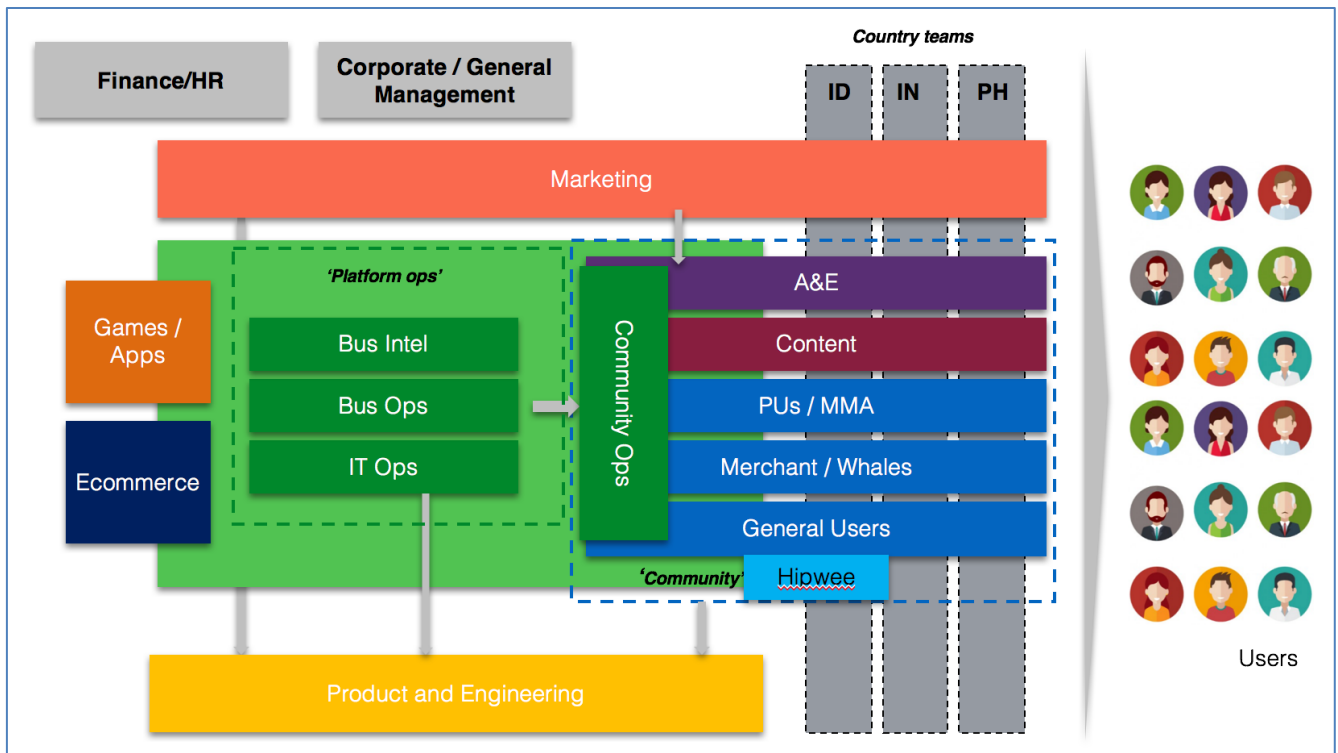 Country teams
Finance/HR
Corporate / General
Management
ID
IN
PH
Marketing
'Platform ops'
Games /
Apps
Ecommerce
Bus Intel
Bus Ops
IT Ops
Community Ops
A&E
Content
PUs / MMA
Merchant / Whales
General Users
'Community'
Hipwee
Product and Engineering
Users